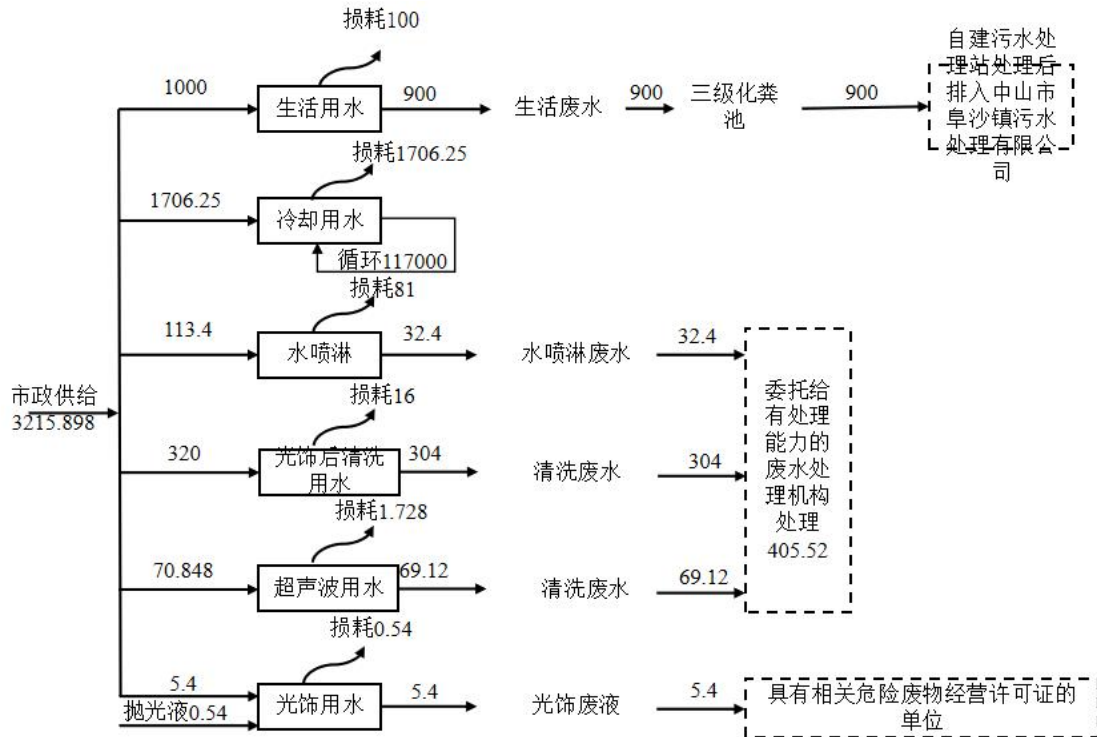 损耗100
1000
生活用水
900
生活废水
900
三级化粪
池
900
自建污水处
理站处理后
排入中山市
阜沙镇污水
处理有限公
司
损耗1706.25
1706.25
冷却用水
循环117000
损耗81
113.4
水喷淋
32.4
水喷淋废水
32.4
市政供给
3215.898
损耗16
320
光饰后清洗
用水
304
清洗废水
304
委托给
有处理
能力的
废水处
理机构
处理
405.52
损耗1.728
70.848
超声波用水
69.12
清洗废水
69.12
损耗0.54
5.4
抛光液0.54
光饰用水
5.4
光饰废液
5.4
具有相关危险废物经营许可证的
单位